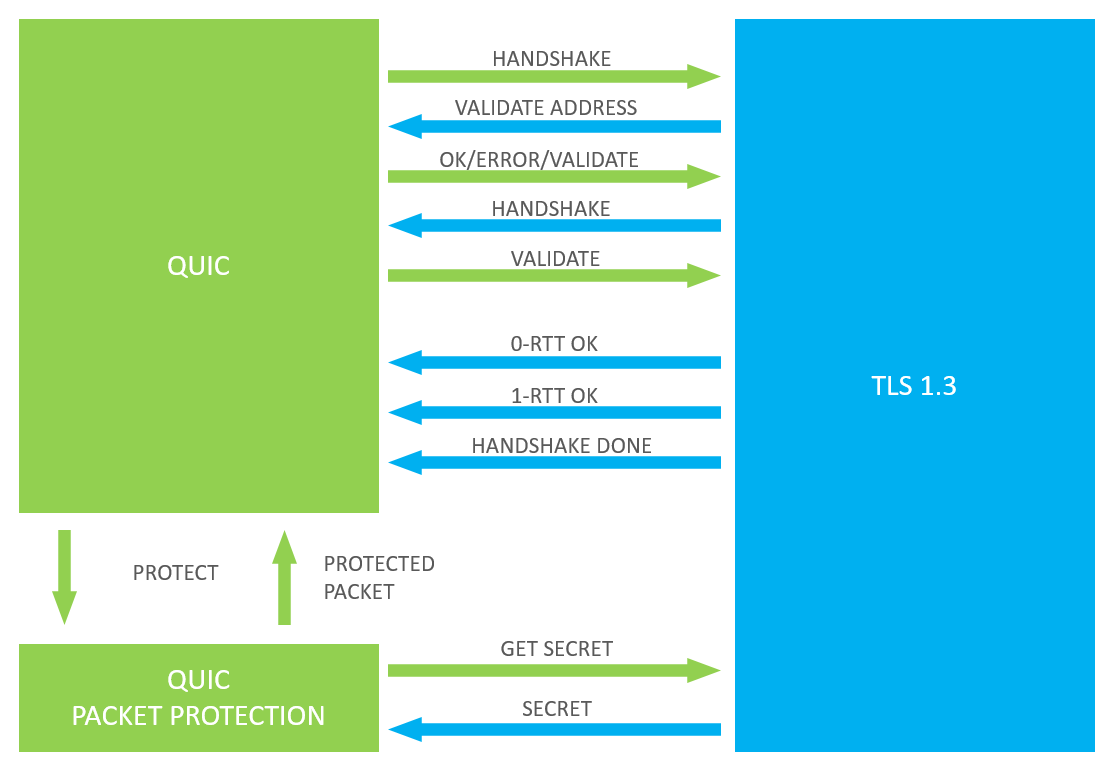 HANDSHAKE
VALIDATE ADDRESS
OK/ERROR/VALIDATE
HANDSHAKE
VALIDATE
QUIC
0-RTT OK
1-RTT OK
HANDSHAKE DONE
TLS 1.3
PROTECT
PROTECTED
PACKET
GET SECRET
SECRET
QUIC
PACKET PROTECTION